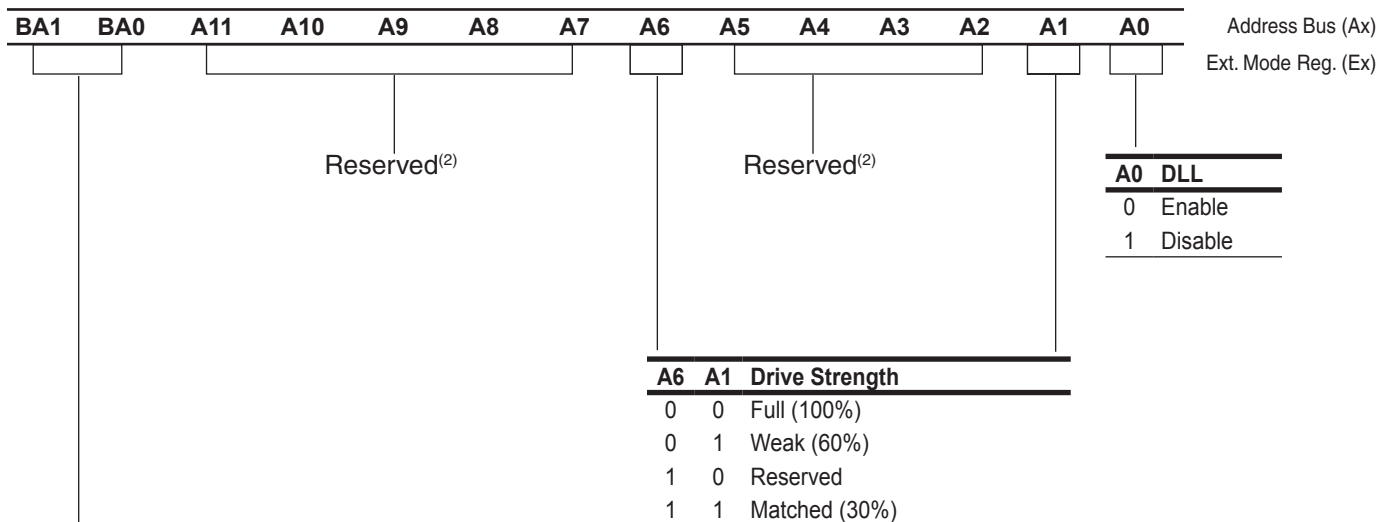 BA1 BA0 A11 A10 A9 A8 A7 A6 A5 A4 A3 A2 A1 A0 Address Bus (Ax)
Ext. Mode Reg. (Ex)
Reserved(2) Reserved(2)
A0 DLL
0 Enable
1 Disable
A6 A1 Drive Strength
0 0 Full (100%)
0 1 Weak (60%)
1 0 Reserved
1 1 Matched (30%)